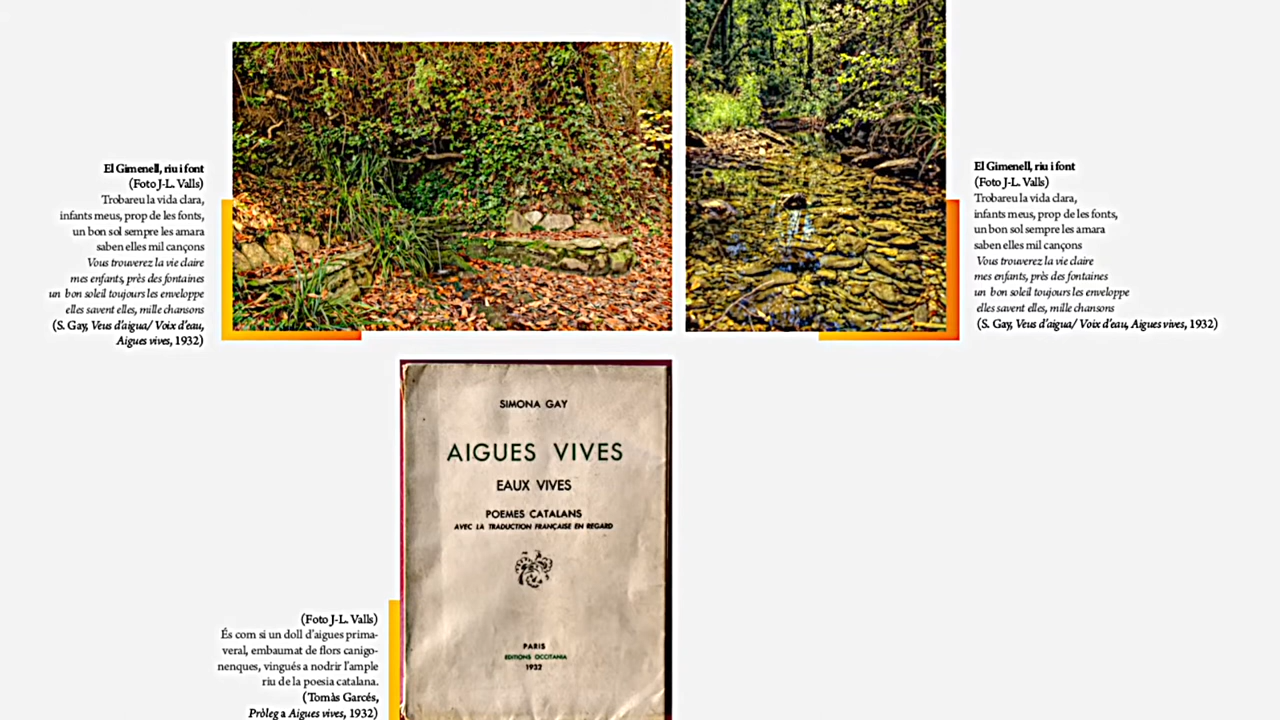 El Gimenell, riu i font
(Foto J-L. Valls)
Trobareu la vida clara,
infants meus, prop de les fonts,
un bon sol sempre les amara
saben elles mil cançons
Vous trouverez la vie claire
mes enfants, près des fontaines
un bon soleil toujours les enveloppe
elles savent elles, mille chansons
(S. Gay, Veus d'aigua/ Voix d'eau,
Aigues vives, 1932)
El Gimenell, riu i font
(Foto J-L. Valls)
Trobareu la vida clara,
infants meus, prop de les fonts,
un bon sol sempre les amara
saben elles mil cançons
Vous trouverez la vie claire
mes enfants, près des fontaines
un bon soleil toujours les enveloppe
elles savent elles, mille chansons
(S. Gay, Veus d'aigua/ Voix d'eau, Aigues vives, 1932)
SIMONA GAY
AIGUES VIVES
EAUX VIVES
POEMES CATALANS
AVEC LA TRADUCTION FRANÇAISE EN REGARD
PARIS
EDITIONS OCCITANIA
1932
(Foto J-L. Valls)
És com si un doll d'aigues prima-
veral, embaumat de flors canigo-
nenques, vingués a nodrir l'ample
riu de la poesia catalana.
(Tomàs Garcés,
Pròleg a Aigues vives, 1932)